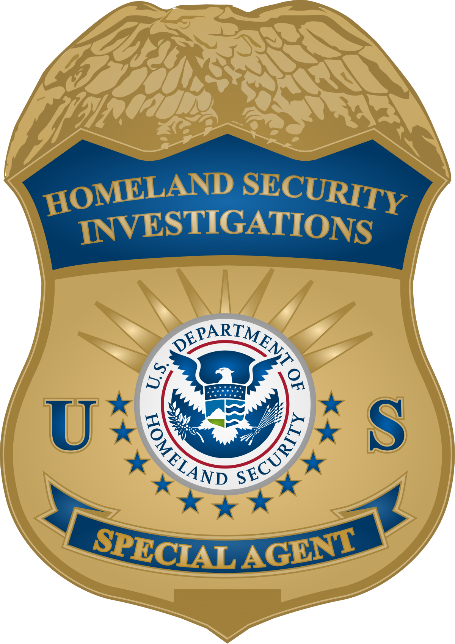 HOMELAND SECURITY
INVESTIGATIONS
U.S. DEPARTMENT OF
HOMELAND SECURITY
U S
SPECIAL AGENT